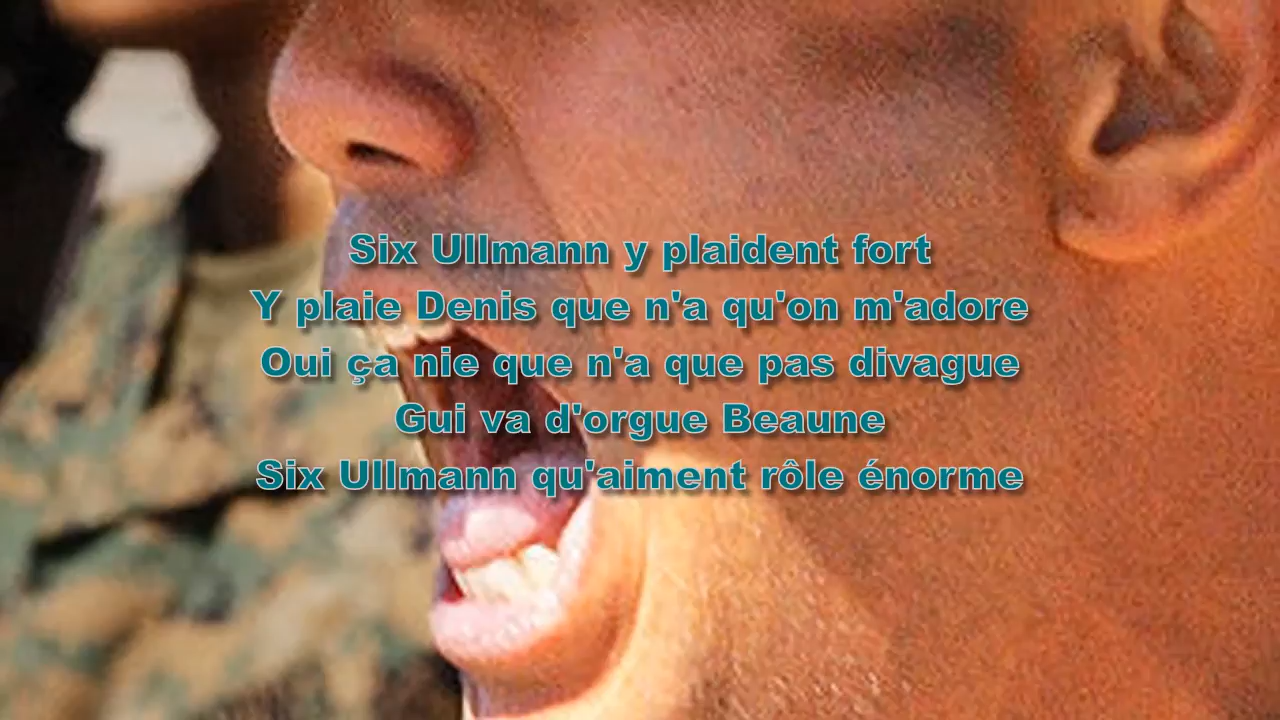 Six Ullmann y plaident fort
Y plaie Denis que n'a qu'on m'adore
Oui ça nie que n'a que pas divague
Gui va d'orgue Beaune
Six Ullmann qu'aiment rôle énorme